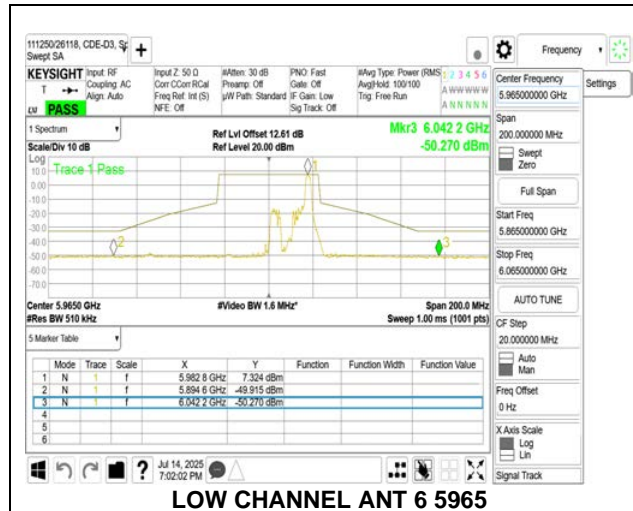 111250/26118, CDE-D3, S
Swept SA
Frequency
KEYSIGHT
Input: RF
Coupling: AC
Align: Auto
Input Z: 50 Ω
Corr CCorr RCal
Freq Ref: Int (S)
NFE: Off
#Atten: 30 dB
Preamp: Off
µW Path: Standard
PNO: Fast
Gate: Off
IF Gain: Low
Sig Track: Off
#Avg Type: Power (RMS
Avg|Hold: 100/100
Trig: Free Run
1 2 3 4 5 6
A W W W W W
A N N N N N
T
PASS
Center Frequency
5.965000000 GHz
Settings
1 Spectrum
Scale/Div 10 dB
Ref Lvl Offset 12.61 dB
Ref Level 20.00 dBm
Mkr3 6.042 2 GHz
-50.270 dBm
Log
Trace 1 Pass
10.0
0.00
-10.0
-20.0
-30.0
-40.0
-50.0
-60.0
-70.0
1
2
3
Center 5.9650 GHz
#Res BW 510 kHz
#Video BW 1.6 MHz*
Span 200.0 MHz
Sweep 1.00 ms (1001 pts)
5 Marker Table
Mode Trace Scale X Y Function Function Width Function Value
1 N 1 f 5.982 8 GHz 7.324 dBm
2 N 1 f 5.894 6 GHz -49.915 dBm
3 N 1 f 6.042 2 GHz -50.270 dBm
4
5
6
Span
200.000000 MHz
Swept
Zero
Full Span
Start Freq
5.865000000 GHz
Stop Freq
6.065000000 GHz
AUTO TUNE
CF Step
20.000000 MHz
Auto
Man
Freq Offset
0 Hz
X Axis Scale
Log
Lin
Signal Track
Jul 14, 2025
7:02:02 PM
LOW CHANNEL ANT 6 5965